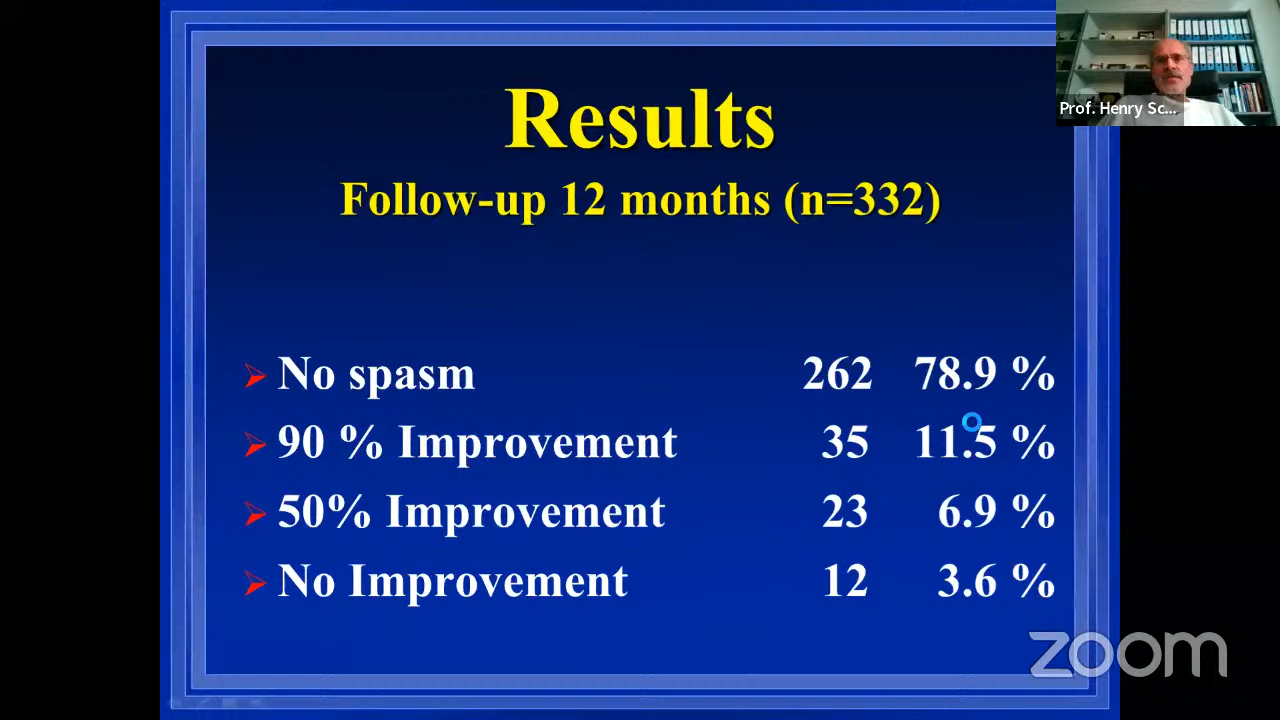 Results
Follow-up 12 months (n=332)
No spasm 262 78.9 %
90 % Improvement 35 11.5 %
50% Improvement 23 6.9 %
No Improvement 12 3.6 %
Prof. Henry Sc...
zoom